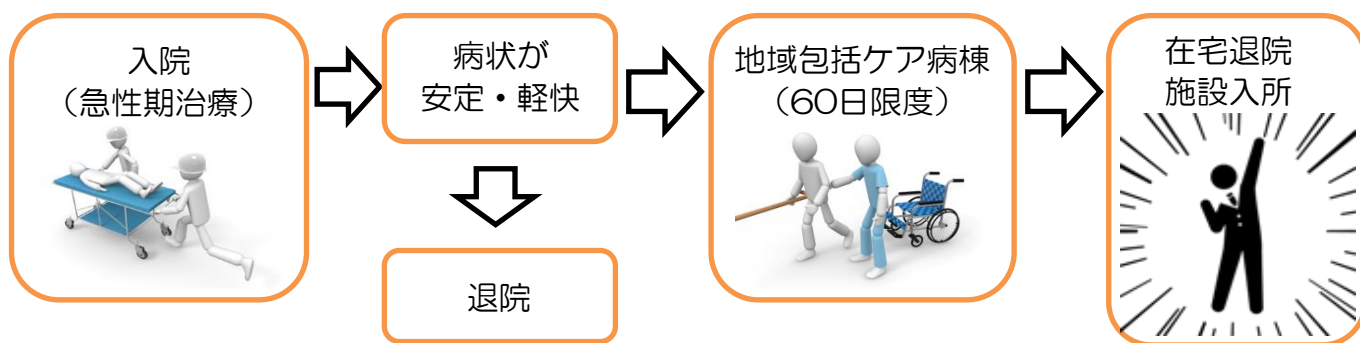 入院
（急性期治療）
病状が
安定・軽快
退院
地域包括ケア病棟
（60日限度）
在宅退院
施設入所